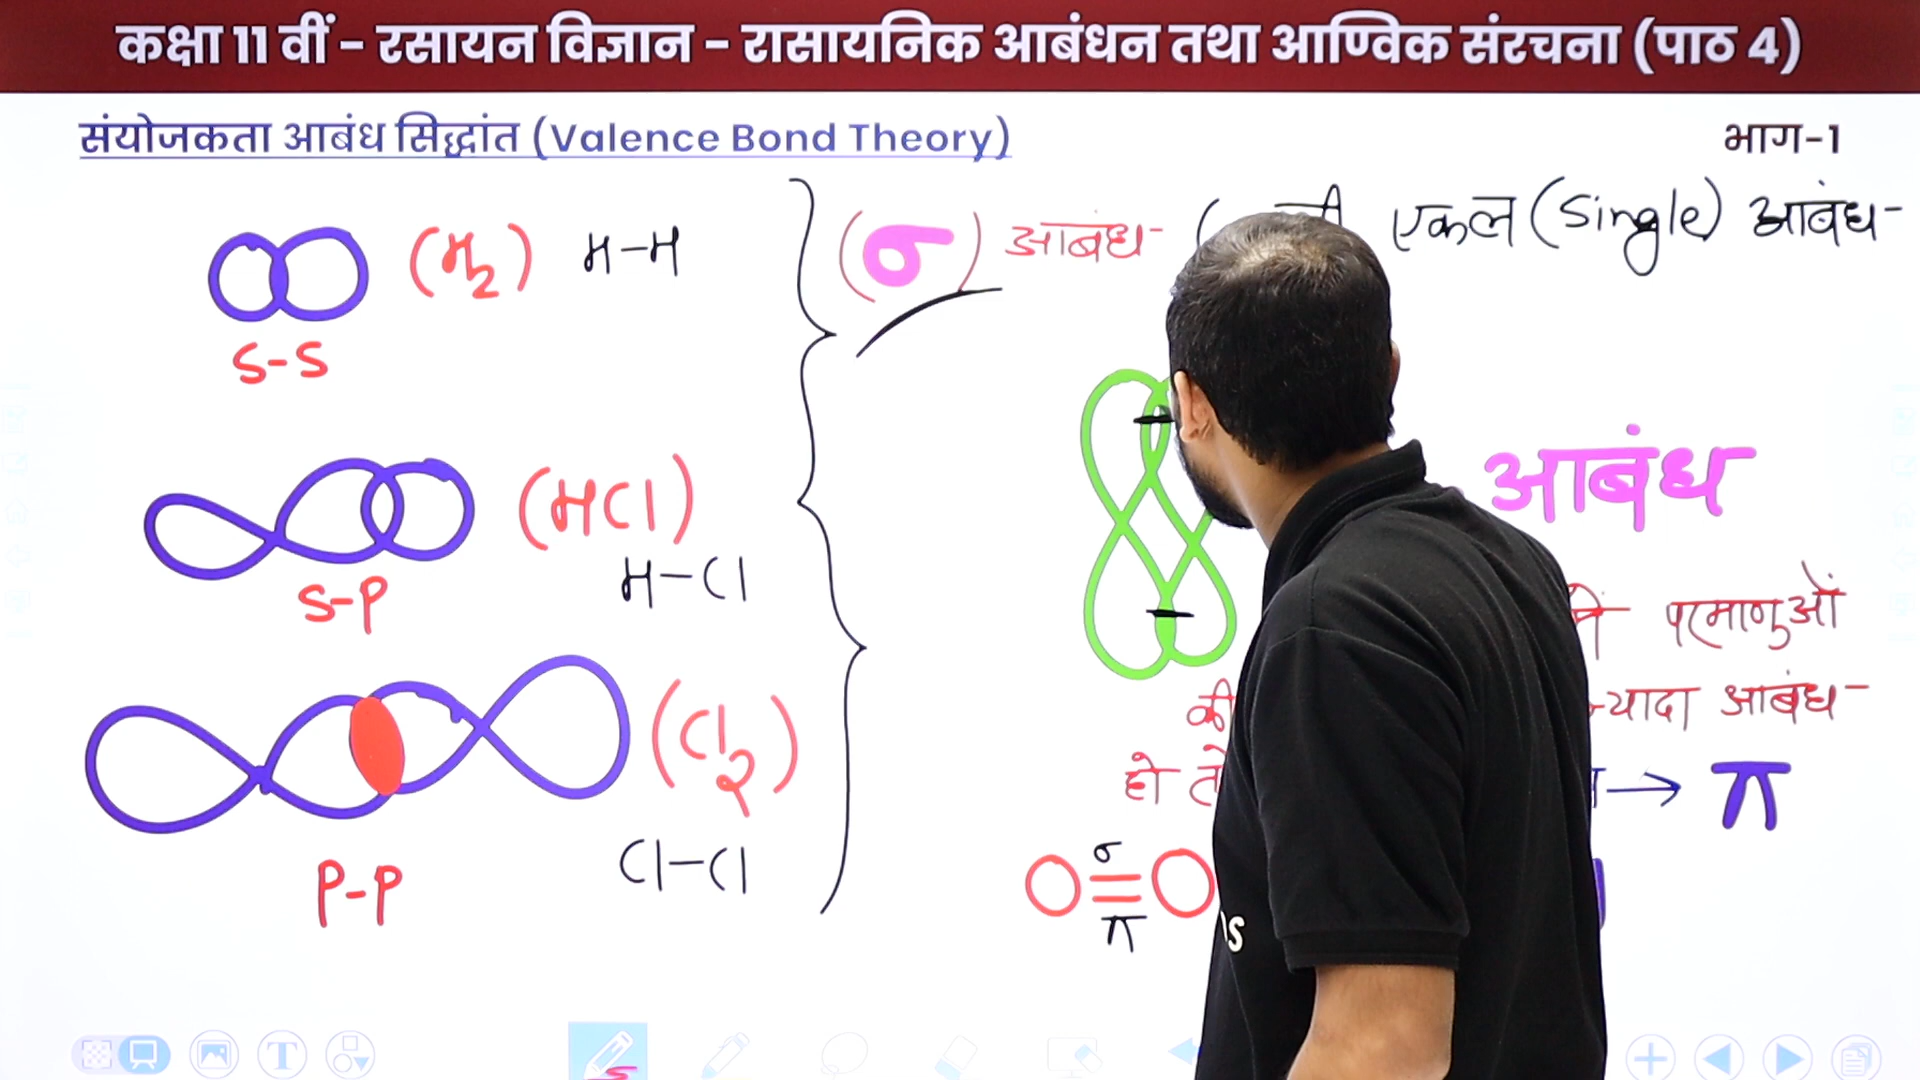 कक्षा 11 वीं - रसायन विज्ञान - रासायनिक आबंधन तथा आण्विक संरचना (पाठ 4)
संयोजकता आबंध सिद्धांत (Valence Bond Theory)
भाग-1
(H2) H-H
S-S
(HCl)
H-Cl
S-P
(Cl2)
Cl-Cl
P-P
(σ) आबंध- ( एकल (Single) आबंध-
आबंध
परमाणुओं
की ज्यादा आबंध-
हो → π
σ
O=O
π